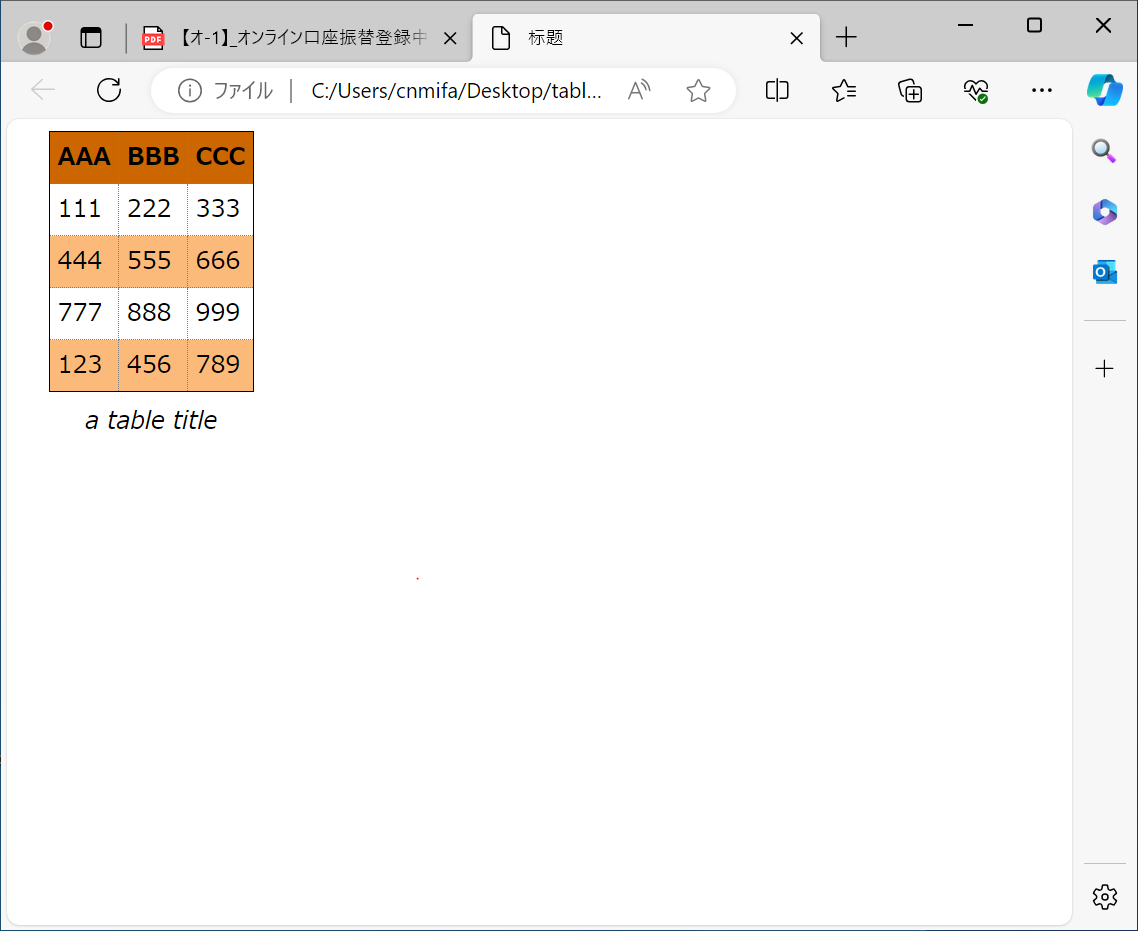 【オ-1】_オンライン口座振替登録中
标题
ファイル
C:/Users/cnmifa/Desktop/tabl...
AAA BBB CCC
111 222 333
444 555 666
777 888 999
123 456 789
a table title